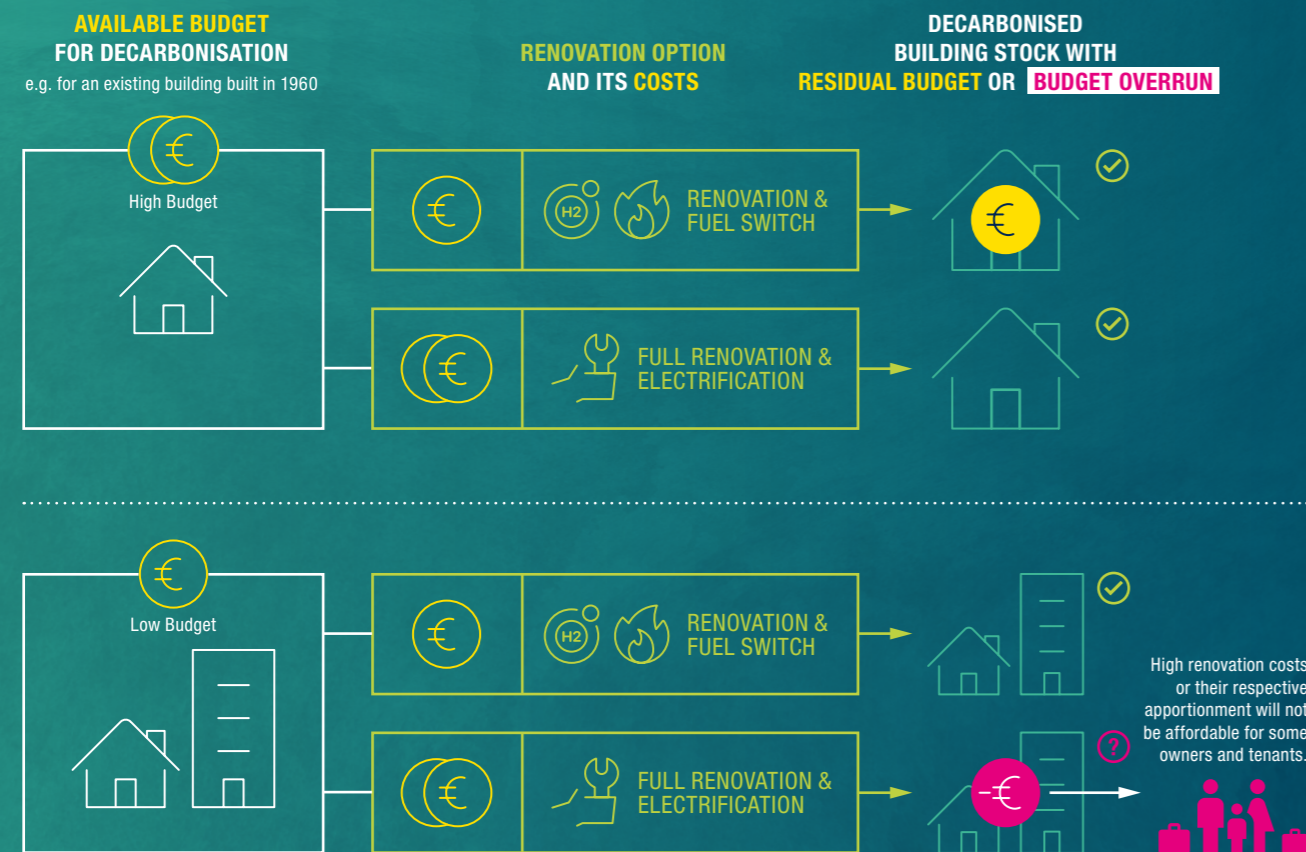 AVAILABLE BUDGET
FOR DECARBONISATION
e.g. for an existing building built in 1960
RENOVATION OPTION
AND ITS COSTS
DECARBONISED
BUILDING STOCK WITH
RESIDUAL BUDGET OR BUDGET OVERRUN
€
High Budget
€
H2
RENOVATION &
FUEL SWITCH
€
€
FULL RENOVATION &
ELECTRIFICATION
€
Low Budget
€
H2
RENOVATION &
FUEL SWITCH
€
FULL RENOVATION &
ELECTRIFICATION
-€
?
High renovation costs
or their respective
apportionment will not
be affordable for some
owners and tenants.